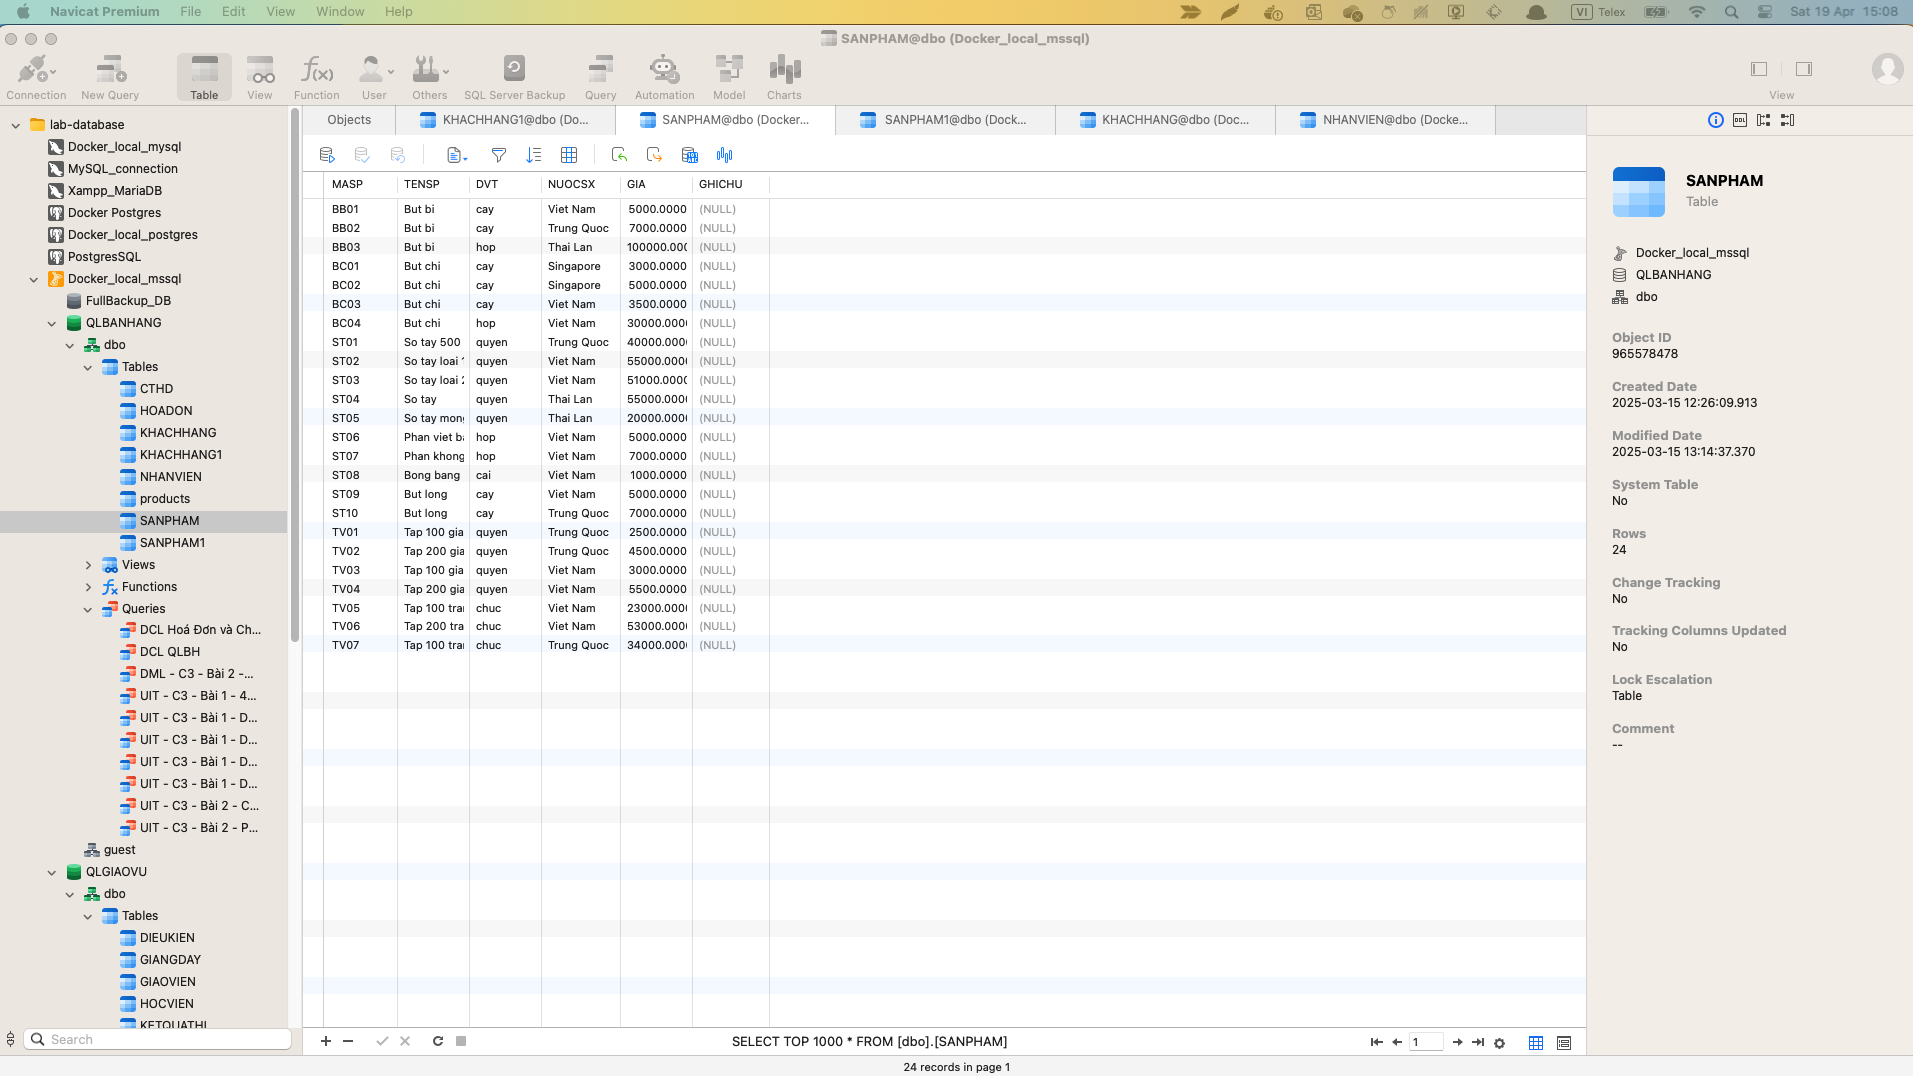 Navicat Premium File Edit View Window Help VI Telex Sat 19 Apr 15:08
SANPHAM@dbo (Docker_local_mssql)
Connection New Query Table View Function User Others SQL Server Backup Query Automation Model Charts View
lab-database
Docker_local_mysql
MySQL_connection
Xampp_MariaDB
Docker Postgres
Docker_local_postgres
PostgresSQL
Docker_local_mssql
FullBackup_DB
QLBANHANG
dbo
Tables
CTHD
HOADON
KHACHHANG
KHACHHANG1
NHANVIEN
products
SANPHAM
SANPHAM1
Views
Functions
Queries
DCL Hoá Đơn và Ch...
DCL QLBH
DML - C3 - Bài 2 -...
UIT - C3 - Bài 1 - 4...
UIT - C3 - Bài 1 - D...
UIT - C3 - Bài 1 - D...
UIT - C3 - Bài 1 - D...
UIT - C3 - Bài 1 - D...
UIT - C3 - Bài 2 - C...
UIT - C3 - Bài 2 - P...
guest
QLGIAOVU
dbo
Tables
DIEUKIEN
GIANGDAY
GIAOVIEN
HOCVIEN
KETQUATHI
Search
Objects KHACHHANG1@dbo (Do... SANPHAM@dbo (Docker... SANPHAM1@dbo (Dock... KHACHHANG@dbo (Doc... NHANVIEN@dbo (Docke...
MASP TENSP DVT NUOCSX GIA GHICHU
BB01 But bi cay Viet Nam 5000.0000 (NULL)
BB02 But bi cay Trung Quoc 7000.0000 (NULL)
BB03 But bi hop Thai Lan 100000.000 (NULL)
BC01 But chi cay Singapore 3000.0000 (NULL)
BC02 But chi cay Singapore 5000.0000 (NULL)
BC03 But chi cay Viet Nam 3500.0000 (NULL)
BC04 But chi hop Viet Nam 30000.000 (NULL)
ST01 So tay 500 quyen Trung Quoc 40000.000 (NULL)
ST02 So tay loai 1 quyen Viet Nam 55000.000 (NULL)
ST03 So tay loai 2 quyen Viet Nam 51000.000 (NULL)
ST04 So tay quyen Thai Lan 55000.000 (NULL)
ST05 So tay mong quyen Thai Lan 20000.000 (NULL)
ST06 Phan viet ba hop Viet Nam 5000.0000 (NULL)
ST07 Phan khong hop Viet Nam 7000.0000 (NULL)
ST08 Bong bang cai Viet Nam 1000.0000 (NULL)
ST09 But long cay Viet Nam 5000.0000 (NULL)
ST10 But long cay Trung Quoc 7000.0000 (NULL)
TV01 Tap 100 gia quyen Trung Quoc 2500.0000 (NULL)
TV02 Tap 200 gia quyen Trung Quoc 4500.0000 (NULL)
TV03 Tap 100 gia quyen Viet Nam 3000.0000 (NULL)
TV04 Tap 200 gia quyen Viet Nam 5500.0000 (NULL)
TV05 Tap 100 tra chuc Viet Nam 23000.000 (NULL)
TV06 Tap 200 tra chuc Viet Nam 53000.000 (NULL)
TV07 Tap 100 tra chuc Trung Quoc 34000.000 (NULL)
SELECT TOP 1000 * FROM [dbo].[SANPHAM]
1
24 records in page 1
DDL
SANPHAM
Table
Docker_local_mssql
QLBANHANG
dbo
Object ID
965578478
Created Date
2025-03-15 12:26:09.913
Modified Date
2025-03-15 13:14:37.370
System Table
No
Rows
24
Change Tracking
No
Tracking Columns Updated
No
Lock Escalation
Table
Comment
--